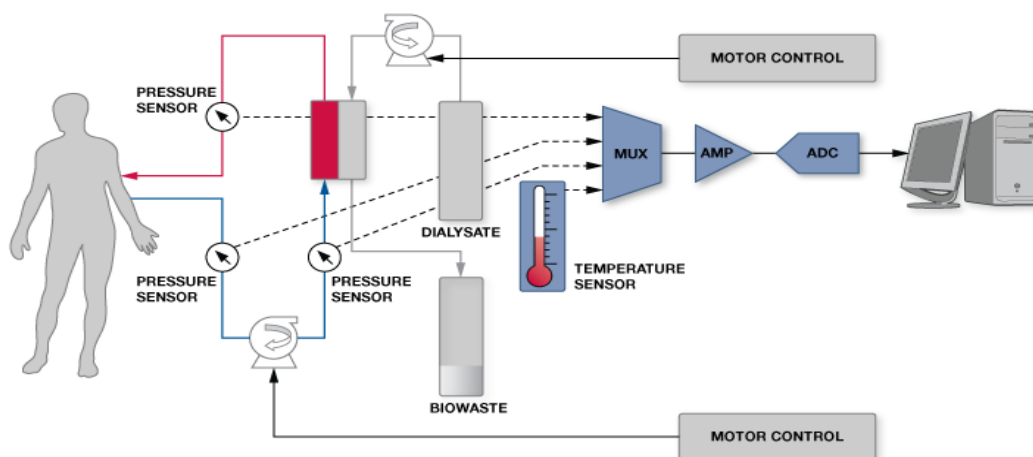 MOTOR CONTROL
PRESSURE
SENSOR
MUX
AMP
ADC
DIALYSATE
PRESSURE
SENSOR
PRESSURE
SENSOR
TEMPERATURE
SENSOR
BIOWASTE
MOTOR CONTROL